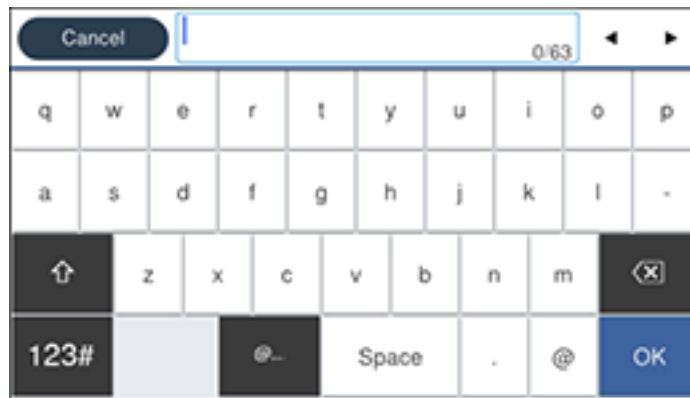 Cancel 0/63
q w e r t y u i o p
a s d f g h j k l -
z x c v b n m
123# @... Space . @ OK